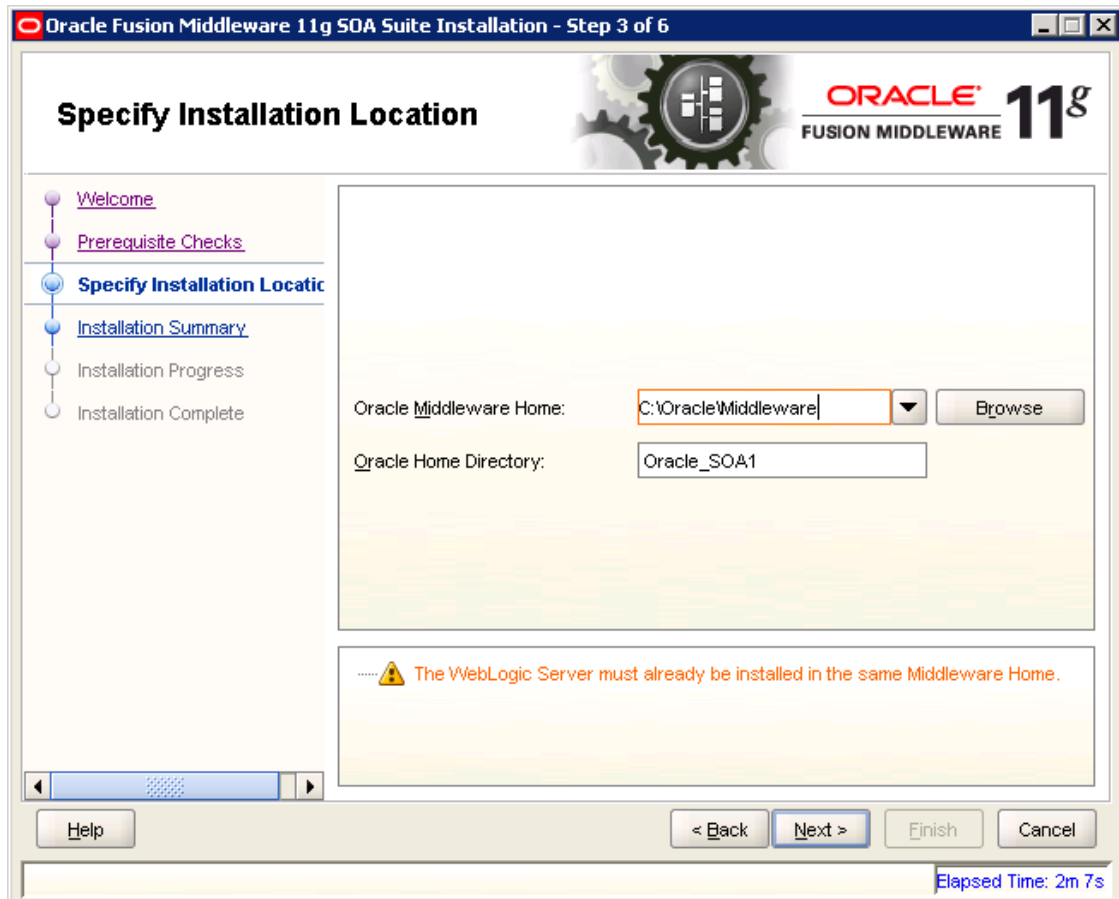 Oracle Fusion Middleware 11g SOA Suite Installation - Step 3 of 6
Specify Installation Location
ORACLE
FUSION MIDDLEWARE
11g
Welcome
Prerequisite Checks
Specify Installation Locatic
Installation Summary
Installation Progress
Installation Complete
Oracle Middleware Home: C:\Oracle\Middleware Browse
Oracle Home Directory: Oracle_SOA1
The WebLogic Server must already be installed in the same Middleware Home.
Help < Back Next > Finish Cancel
Elapsed Time: 2m 7s